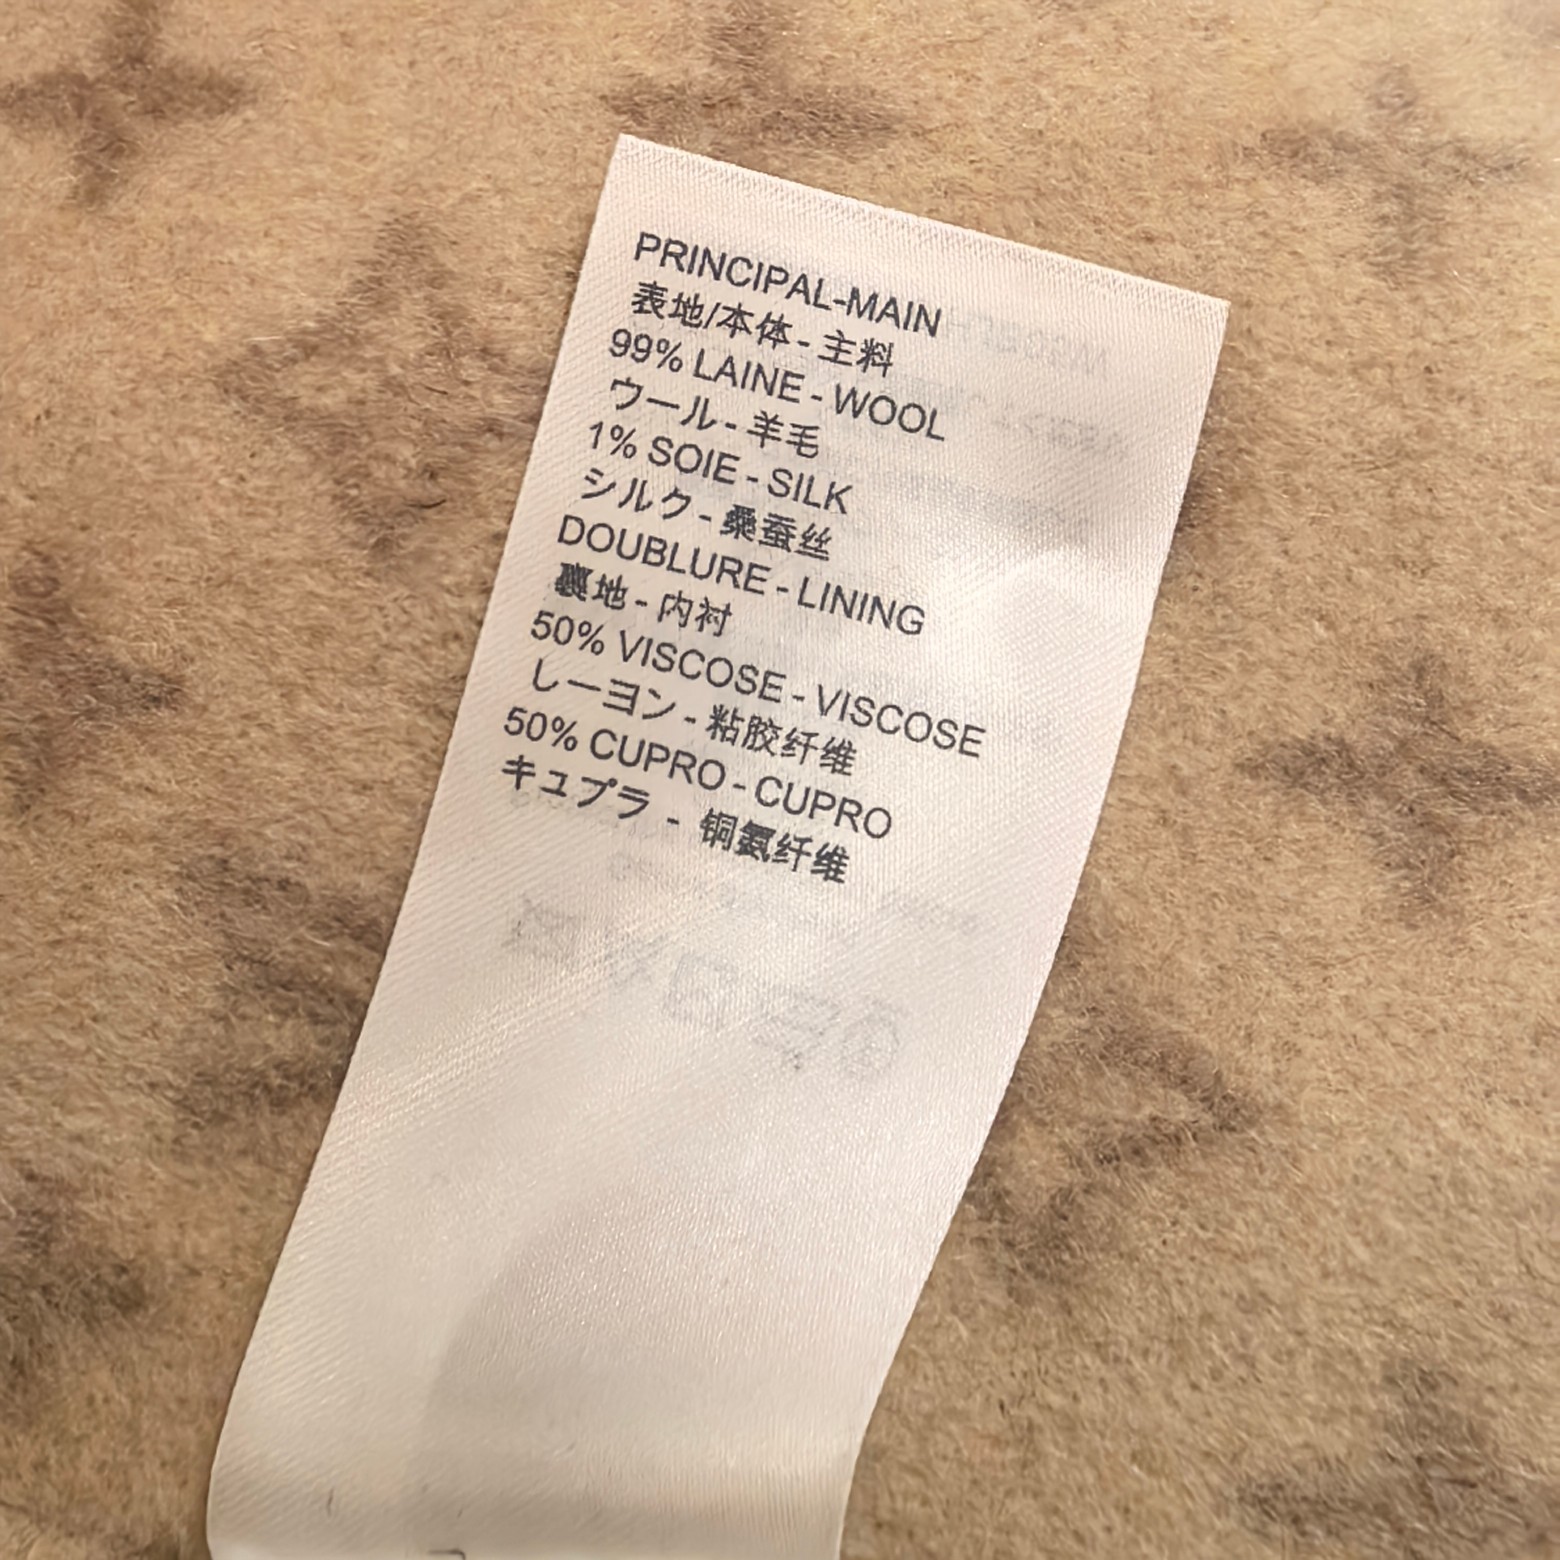 PRINCIPAL-MAIN
表地/本体 - 主料
99% LAINE - WOOL
ウール - 羊毛
1% SOIE - SILK
シルク - 桑蚕丝
DOUBLURE - LINING
裏地 - 内衬
50% VISCOSE - VISCOSE
レーヨン - 粘胶纤维
50% CUPRO - CUPRO
キュプラ - 铜氨纤维